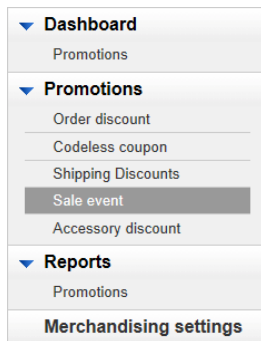 Dashboard
Promotions
Promotions
Order discount
Codeless coupon
Shipping Discounts
Sale event
Accessory discount
Reports
Promotions
Merchandising settings